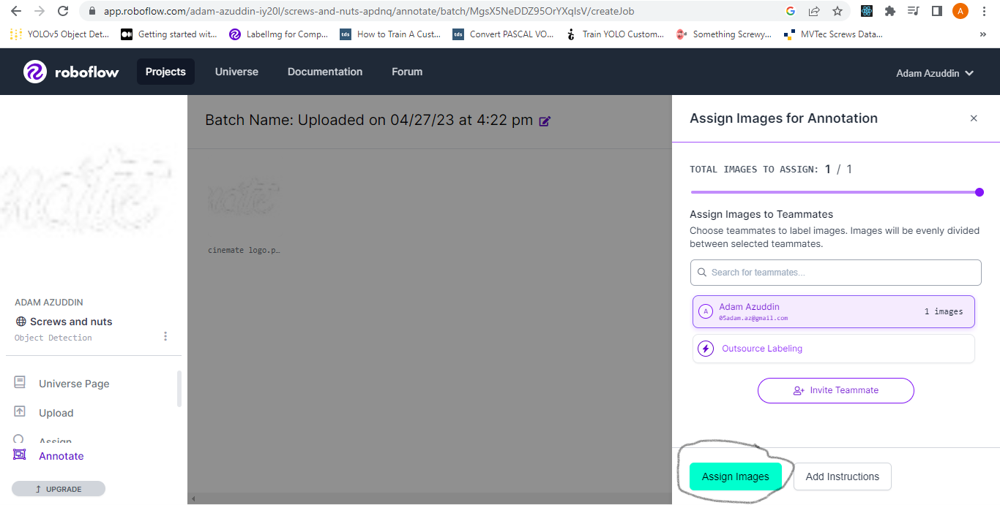 app.roboflow.com/adam-azuddin-iy20l/screws-and-nuts-apdnq/annotate/batch/MgsX5NeDDZ95OrYXqlsV/createJob
A
YOLOv5 Object Det... Getting started wit... LabelImg for Comp... How to Train A Cust... Convert PASCAL VO... Train YOLO Custom... Something Screwy... MVTec Screws Data... »
roboflow Projects Universe Documentation Forum Adam Azuddin
Batch Name: Uploaded on 04/27/23 at 4:22 pm
cinemate logo.p…
ADAM AZUDDIN
Screws and nuts
Object Detection
Universe Page
Upload
Assign
Annotate
UPGRADE
Assign Images for Annotation
TOTAL IMAGES TO ASSIGN: 1 / 1
Assign Images to Teammates
Choose teammates to label images. Images will be evenly divided
between selected teammates.
Search for teammates...
A Adam Azuddin
05adam.az@gmail.com
1 images
Outsource Labeling
Invite Teammate
Assign Images Add Instructions